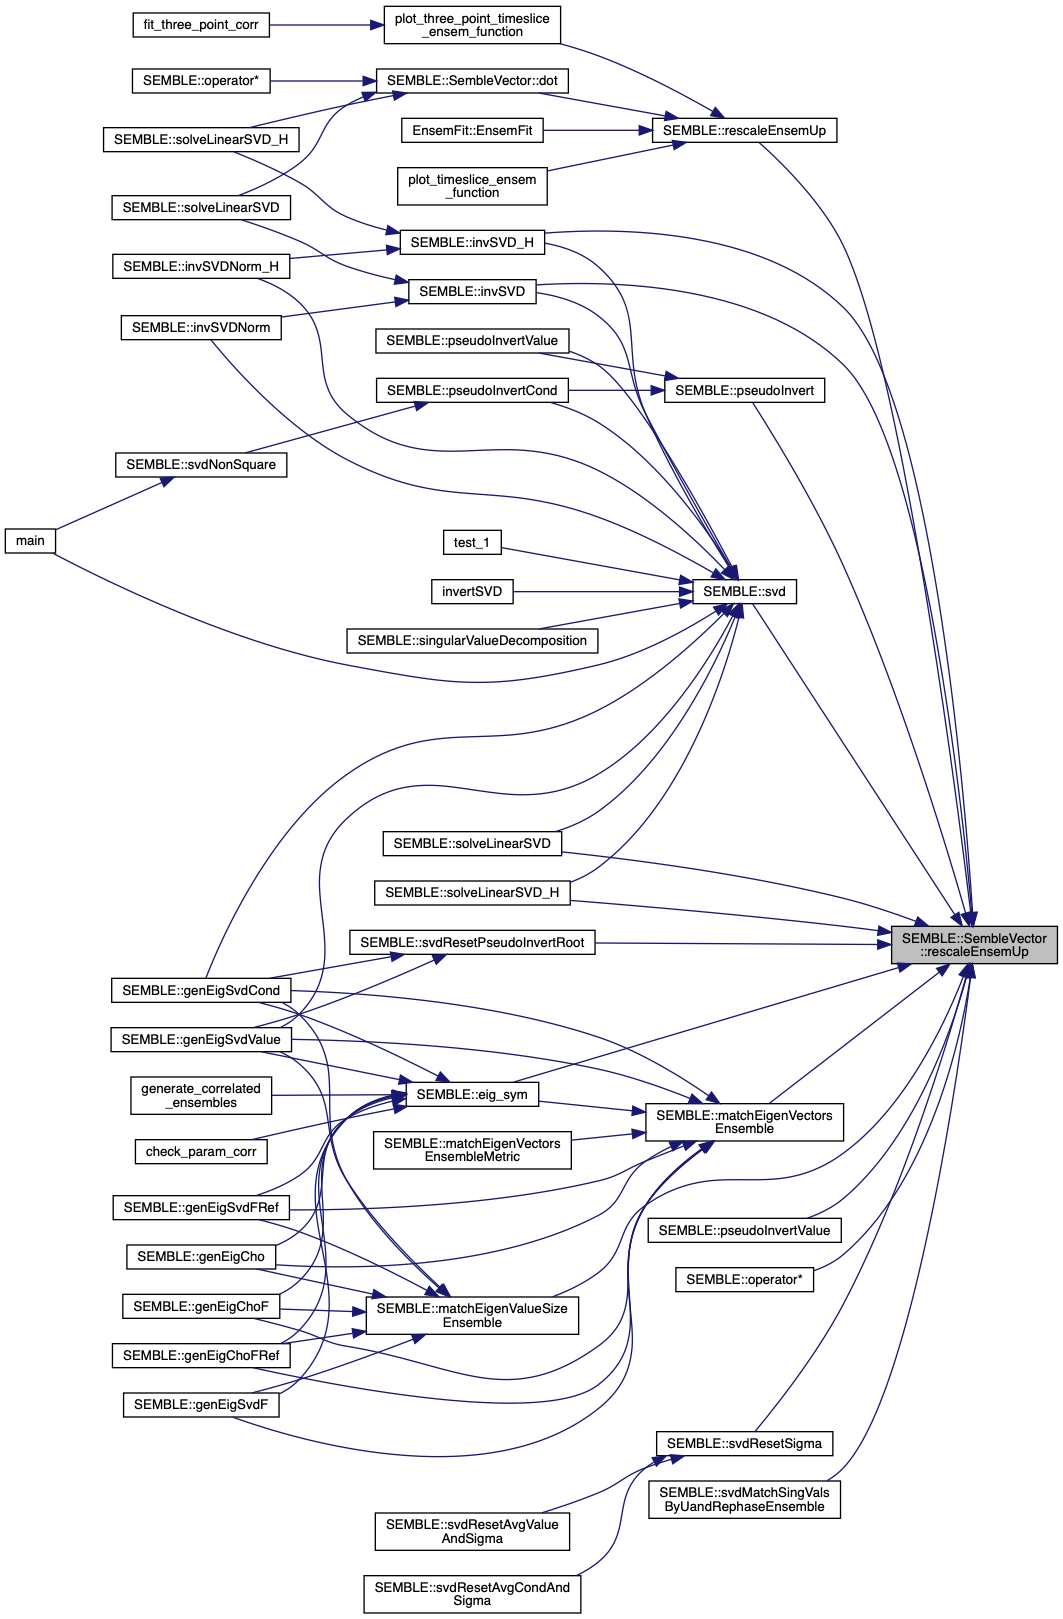 fit_three_point_corr
plot_three_point_timeslice
_ensem_function
SEMBLE::operator*
SEMBLE::SembleVector::dot
SEMBLE::solveLinearSVD_H
EnsemFit::EnsemFit
SEMBLE::rescaleEnsemUp
plot_timeslice_ensem
_function
SEMBLE::solveLinearSVD
SEMBLE::invSVD_H
SEMBLE::invSVDNorm_H
SEMBLE::invSVD
SEMBLE::invSVDNorm
SEMBLE::pseudoInvertValue
SEMBLE::pseudoInvertCond
SEMBLE::pseudoInvert
SEMBLE::svdNonSquare
main
test_1
invertSVD
SEMBLE::svd
SEMBLE::singularValueDecomposition
SEMBLE::solveLinearSVD
SEMBLE::solveLinearSVD_H
SEMBLE::svdResetPseudoInvertRoot
SEMBLE::SembleVector
::rescaleEnsemUp
SEMBLE::genEigSvdCond
SEMBLE::genEigSvdValue
generate_correlated
_ensembles
SEMBLE::eig_sym
SEMBLE::matchEigenVectors
Ensemble
check_param_corr
SEMBLE::matchEigenVectors
EnsembleMetric
SEMBLE::genEigSvdFRef
SEMBLE::pseudoInvertValue
SEMBLE::genEigCho
SEMBLE::operator*
SEMBLE::genEigChoF
SEMBLE::matchEigenValueSize
Ensemble
SEMBLE::genEigChoFRef
SEMBLE::genEigSvdF
SEMBLE::svdResetSigma
SEMBLE::svdMatchSingVals
ByUandRephaseEnsemble
SEMBLE::svdResetAvgValue
AndSigma
SEMBLE::svdResetAvgCondAnd
Sigma